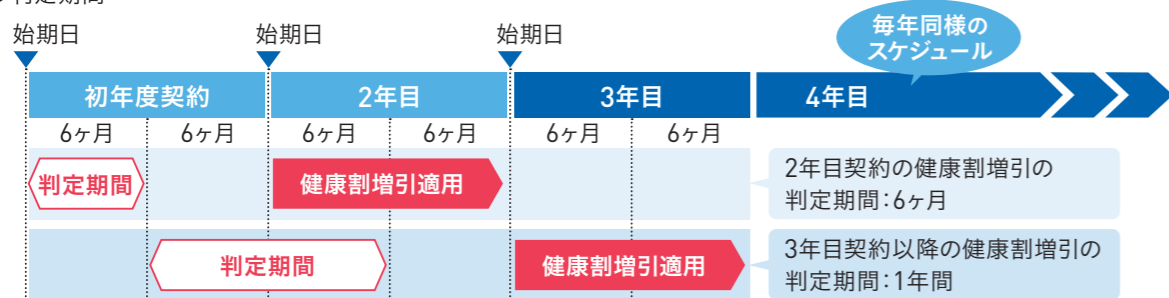 始期日 始期日 始期日
毎年同様の
スケジュール
初年度契約 2年目 3年目 4年目
6ヶ月 6ヶ月 6ヶ月 6ヶ月 6ヶ月 6ヶ月
判定期間 健康割増引適用
2年目契約の健康割増引の
判定期間:6ヶ月
判定期間 健康割増引適用
3年目契約以降の健康割増引の
判定期間:1年間